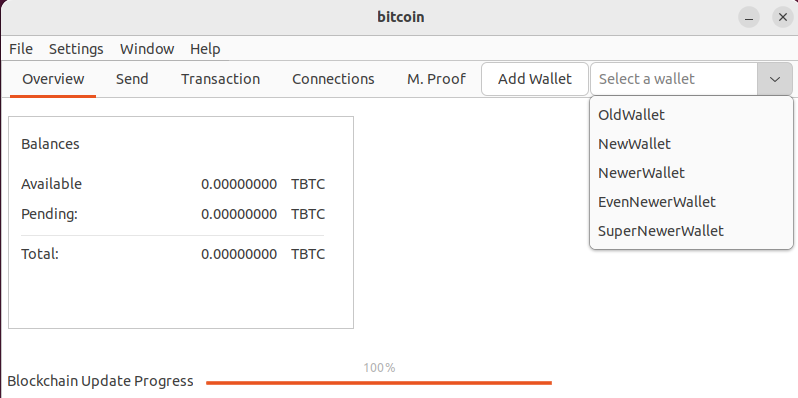 bitcoin
File Settings Window Help
Overview Send Transaction Connections M. Proof Add Wallet Select a wallet
OldWallet
NewWallet
NewerWallet
EvenNewerWallet
SuperNewerWallet
Balances
Available 0.00000000 TBTC
Pending: 0.00000000 TBTC
Total: 0.00000000 TBTC
100%
Blockchain Update Progress